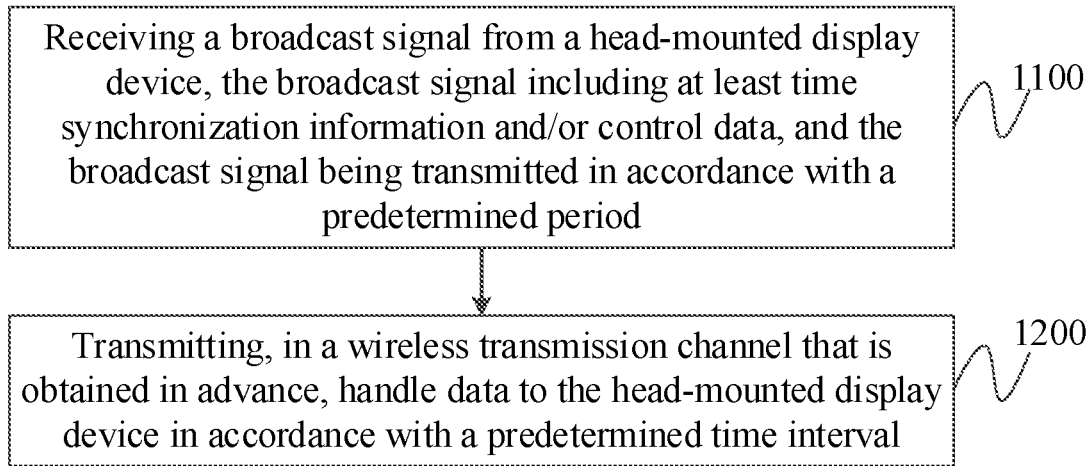 Receiving a broadcast signal from a head-mounted display
device, the broadcast signal including at least time
synchronization information and/or control data, and the
broadcast signal being transmitted in accordance with a
predetermined period
1100
Transmitting, in a wireless transmission channel that is
obtained in advance, handle data to the head-mounted display
device in accordance with a predetermined time interval
1200